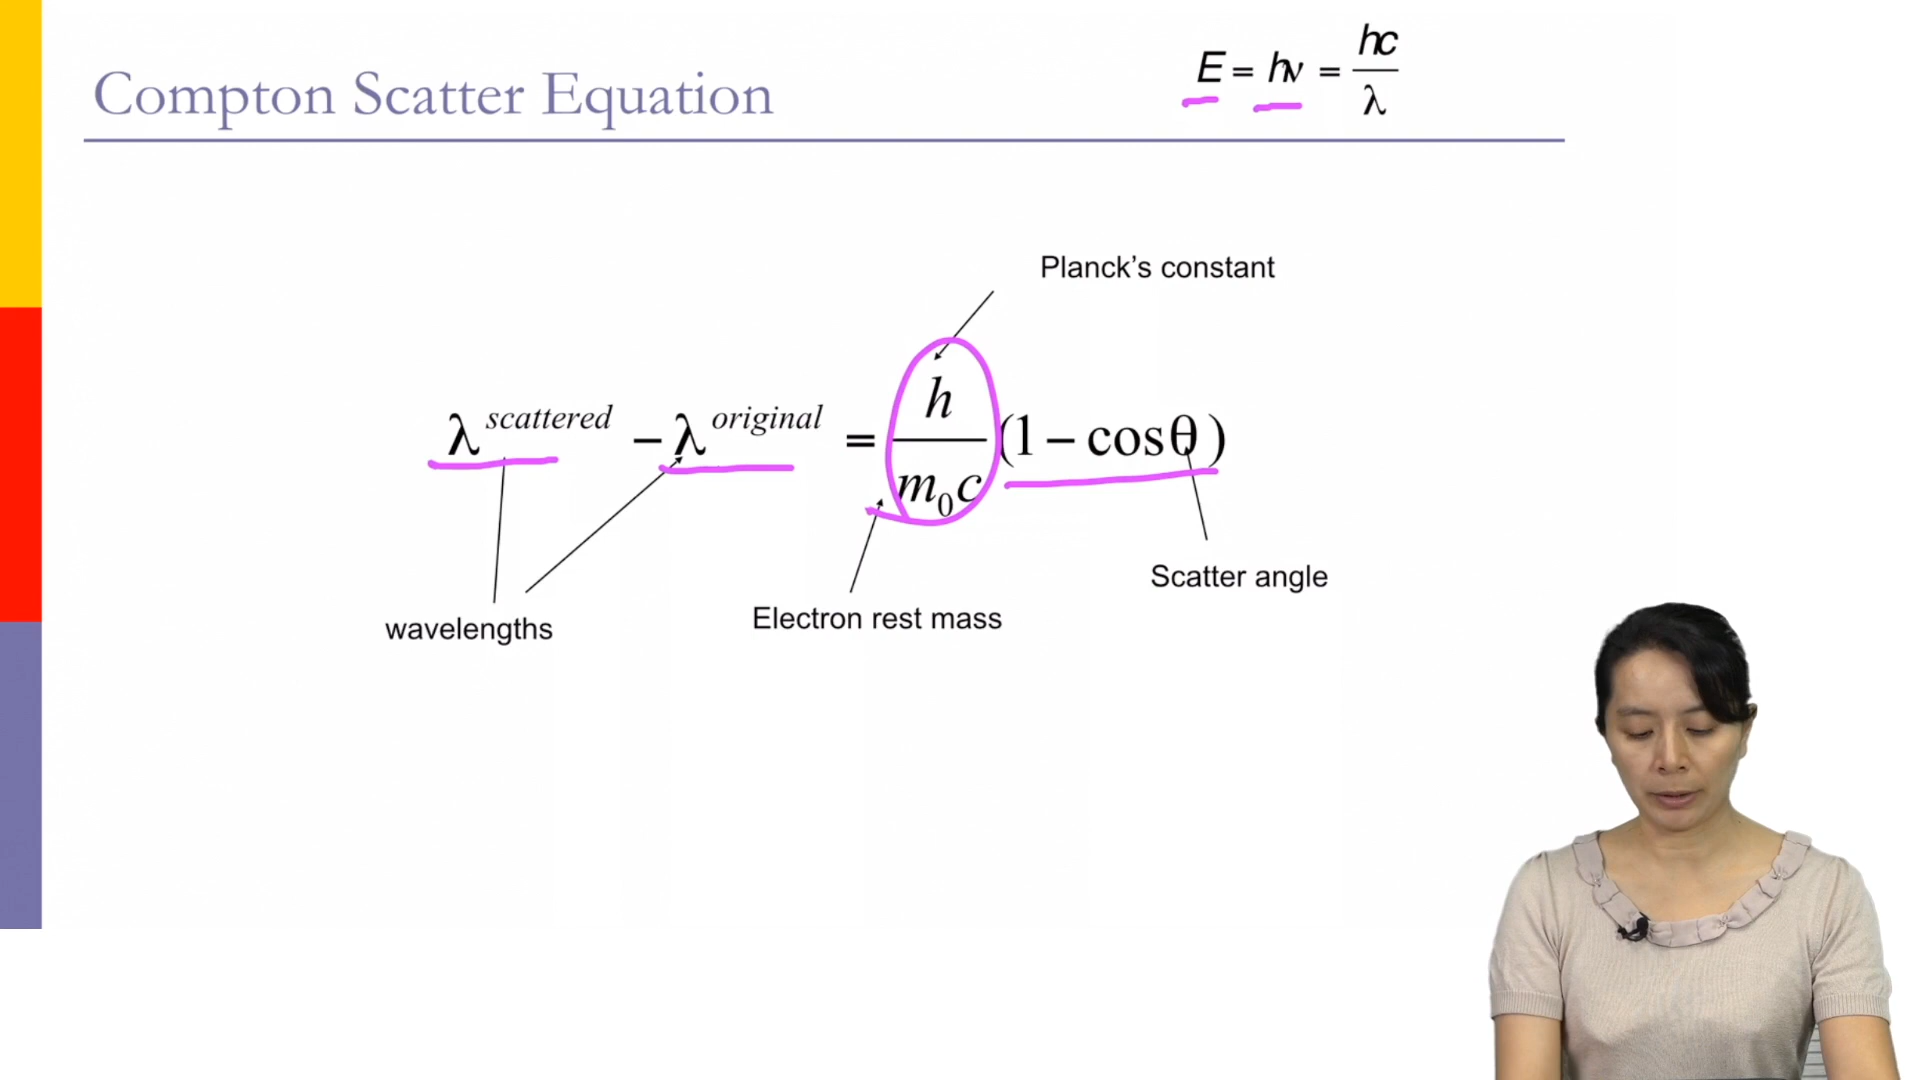 Compton Scatter Equation
E = hν = hc/λ
Planck’s constant
λ^scattered − λ^original = h/(m₀c) (1 − cosθ)
Scatter angle
Electron rest mass
wavelengths